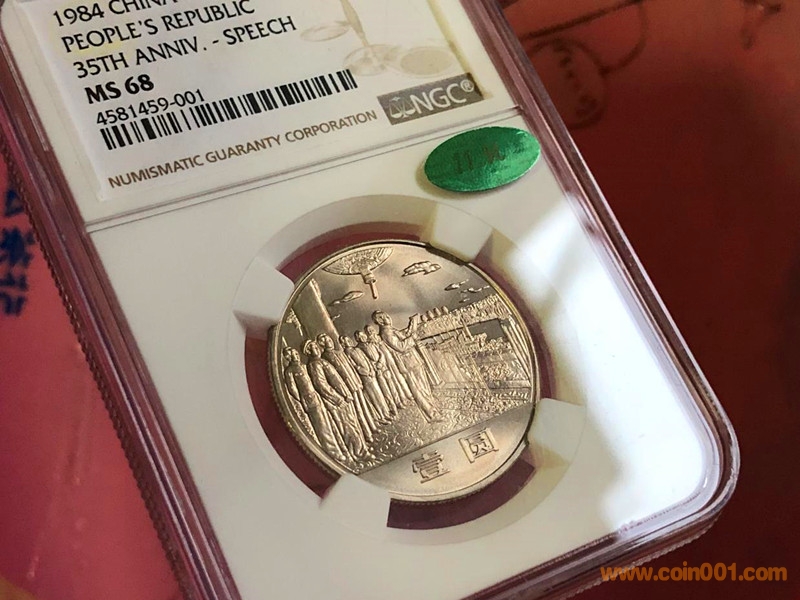 1984 CHINA
PEOPLE'S REPUBLIC
35TH ANNIV. - SPEECH
MS 68
4581459-001
NGC®
NUMISMATIC GUARANTY CORPORATION
壹圆
www.coin001.com